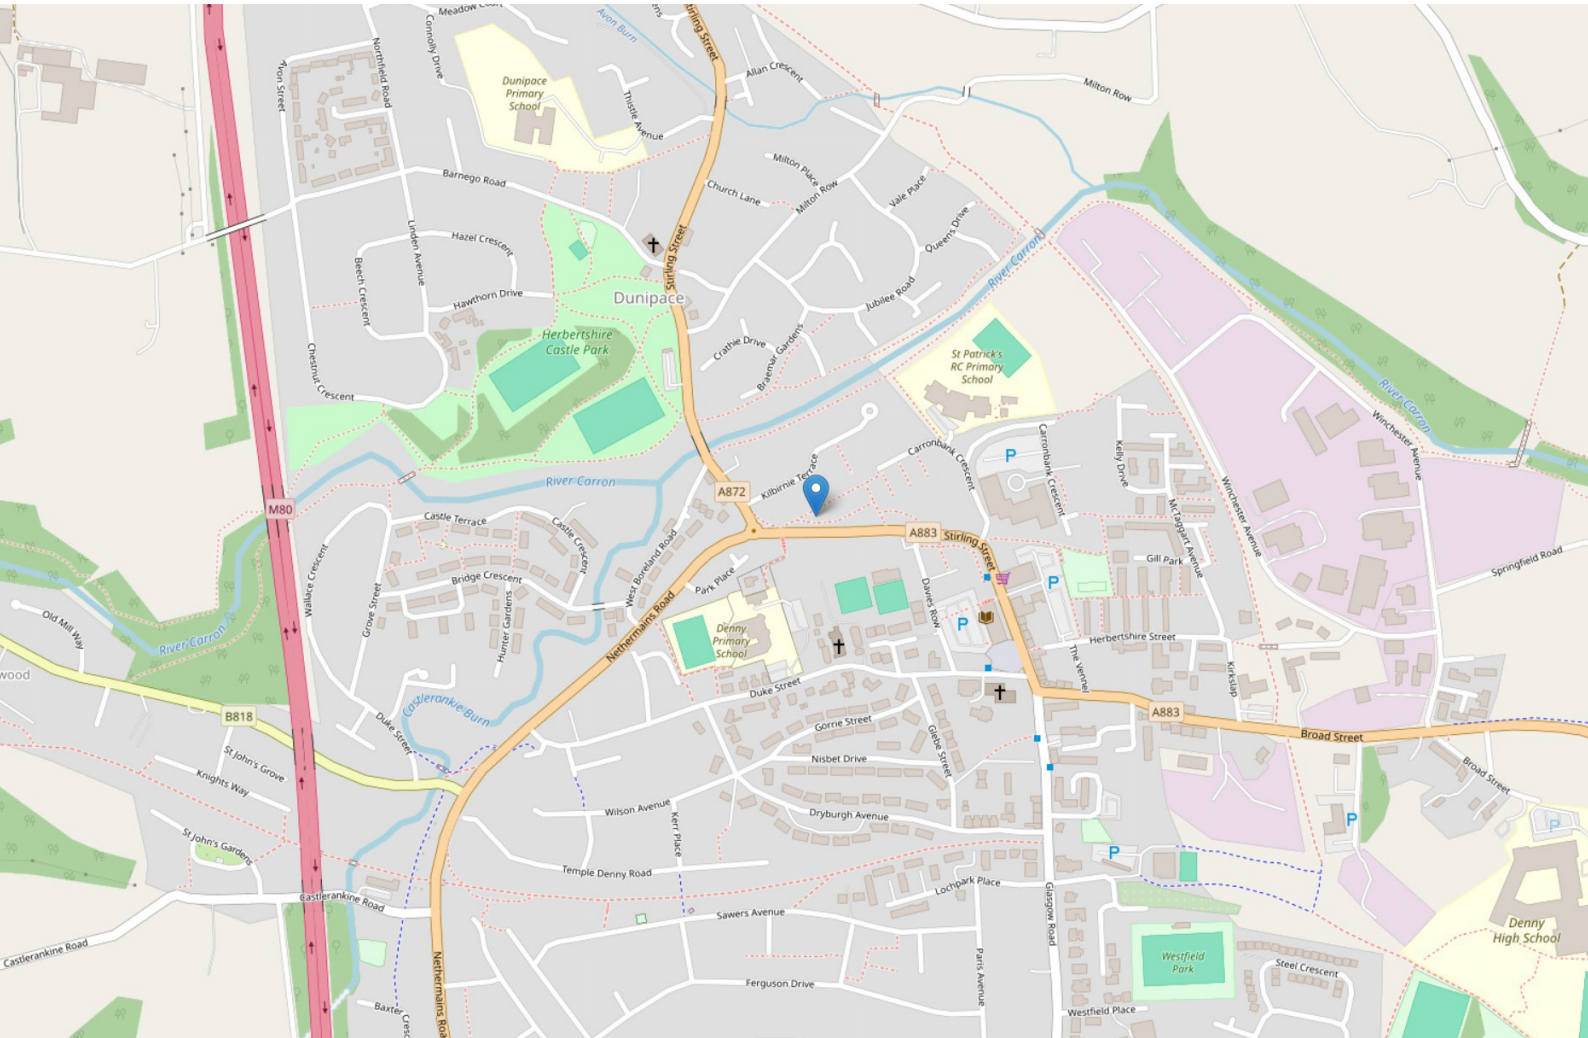 Meadow Court
Avon Burn
Stirling Street
Connolly Drive
Northfield Road
Avon Street
Dunipace
Primary
School
Allan Crescent
Thistle Avenue
Milton Row
Barnego Road
Milton Place
Church Lane
Milton Row
Vale Place
Queens Drive
Linden Avenue
Hazel Crescent
Beech Crescent
Hawthorn Drive
Stirling Street
Dunipace
River Carron
Jubilee Road
Herbertshire
Castle Park
Crathie Drive
Braemar Gardens
St Patrick's
RC Primary
School
Chestnut Crescent
River Carron
Winchester Avenue
Carronbank Crescent
Carronbank Crescent
Kelly Drive
P
Kilbirnie Terrace
A872
River Carron
M80
Winchester Avenue
McTaggart Avenue
Castle Terrace
Castle Crescent
A883
Stirling Street
Gill Park
Springfield Road
Wallace Crescent
Grove Street
Bridge Crescent
West Boreland Road
Park Place
Davies Row
P
Hunter Gardens
Old Mill Way
River Carron
Nethermains Road
Denny
Primary
School
P
Herbertshire Street
The Vennel
Kirkslap
wood
Duke Street
Castlerankie Burn
Duke Street
B818
Gorrie Street
Glebe Street
A883
Broad Street
St John's Grove
Knights Way
Nisbet Drive
Broad Street
Wilson Avenue
Kerr Place
Dryburgh Avenue
P
P
St John's Gardens
P
Temple Denny Road
Castlerankine Road
Lochpark Place
Glasgow Road
Sawers Avenue
Denny
High School
Castlerankine Road
Nethermains Roa
Paris Avenue
Westfield
Park
Steel Crescent
Ferguson Drive
Baxter Cresc
Westfield Place